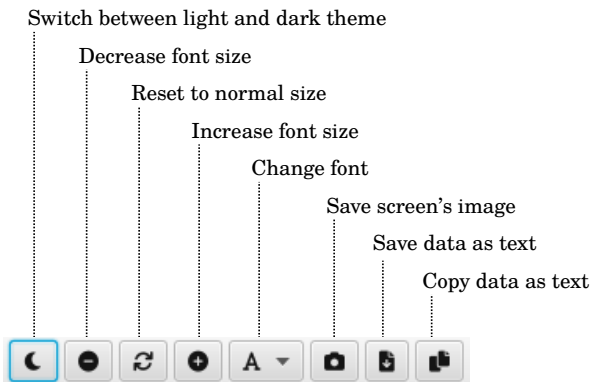 Switch between light and dark theme
Decrease font size
Reset to normal size
Increase font size
Change font
Save screen’s image
Save data as text
Copy data as text
A